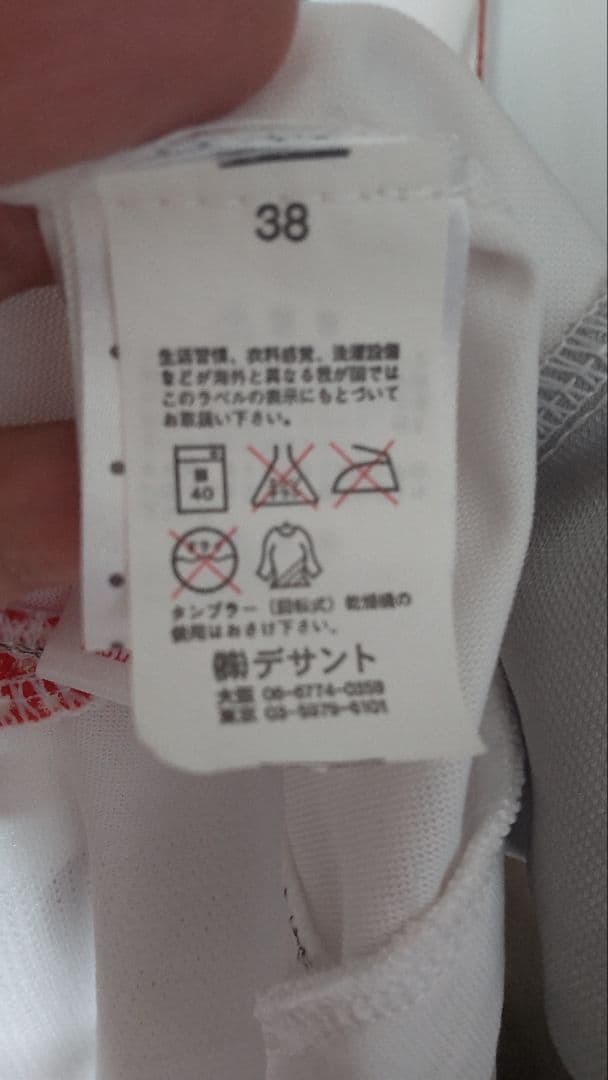 38
生活習慣、衣料感覚、洗濯設備
などが海外と異なる我が国では
このラベルの表示にもとづいて
お取扱い下さい。
弱
40
タンブラー(回転式)乾燥機の
使用はおさけ下さい。
㈱デサント
大阪 06-6774-0359
東京 03-5979-6101